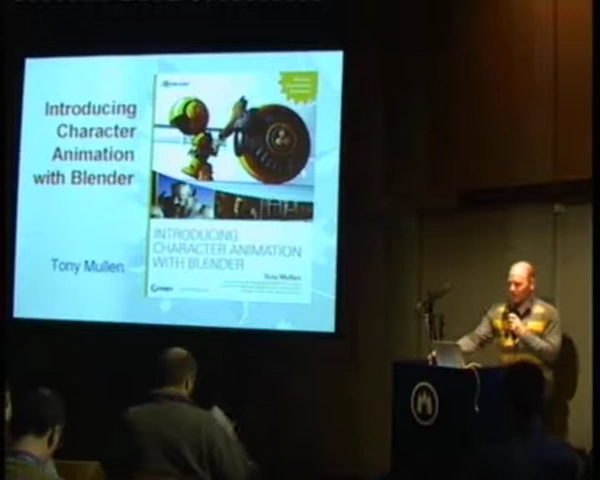 Introducing
Character
Animation
with Blender
Tony Mullen
INTRODUCING
CHARACTER ANIMATION
WITH BLENDER
Tony Mullen